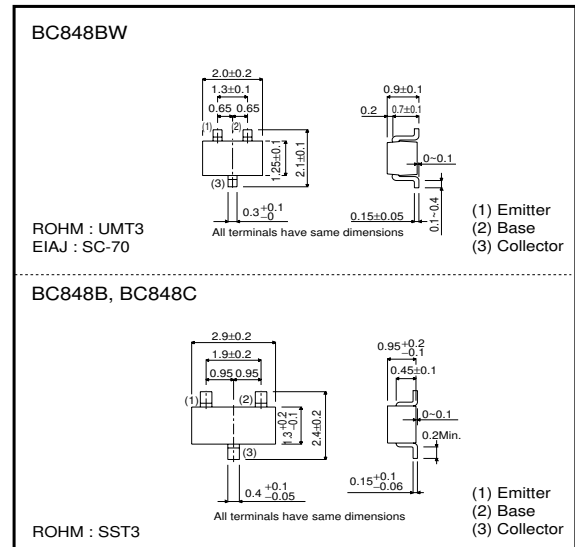 BC848BW
2.0±0.2
1.3±0.1
0.65 0.65
(1) (2)
(3)
1.25±0.1
2.1±0.1
0.3+0.1 −0
All terminals have same dimensions
0.9±0.1
0.2 0.7±0.1
0~0.1
0.15±0.05
0.1~0.4
ROHM : UMT3
EIAJ : SC-70
(1) Emitter
(2) Base
(3) Collector
BC848B, BC848C
2.9±0.2
1.9±0.2
0.95 0.95
(1) (2)
(3)
1.3+0.2 −0.1
2.4±0.2
0.4 +0.1 −0.05
All terminals have same dimensions
0.95+0.2 −0.1
0.45±0.1
0~0.1
0.2Min.
0.15+0.1 −0.06
ROHM : SST3
(1) Emitter
(2) Base
(3) Collector